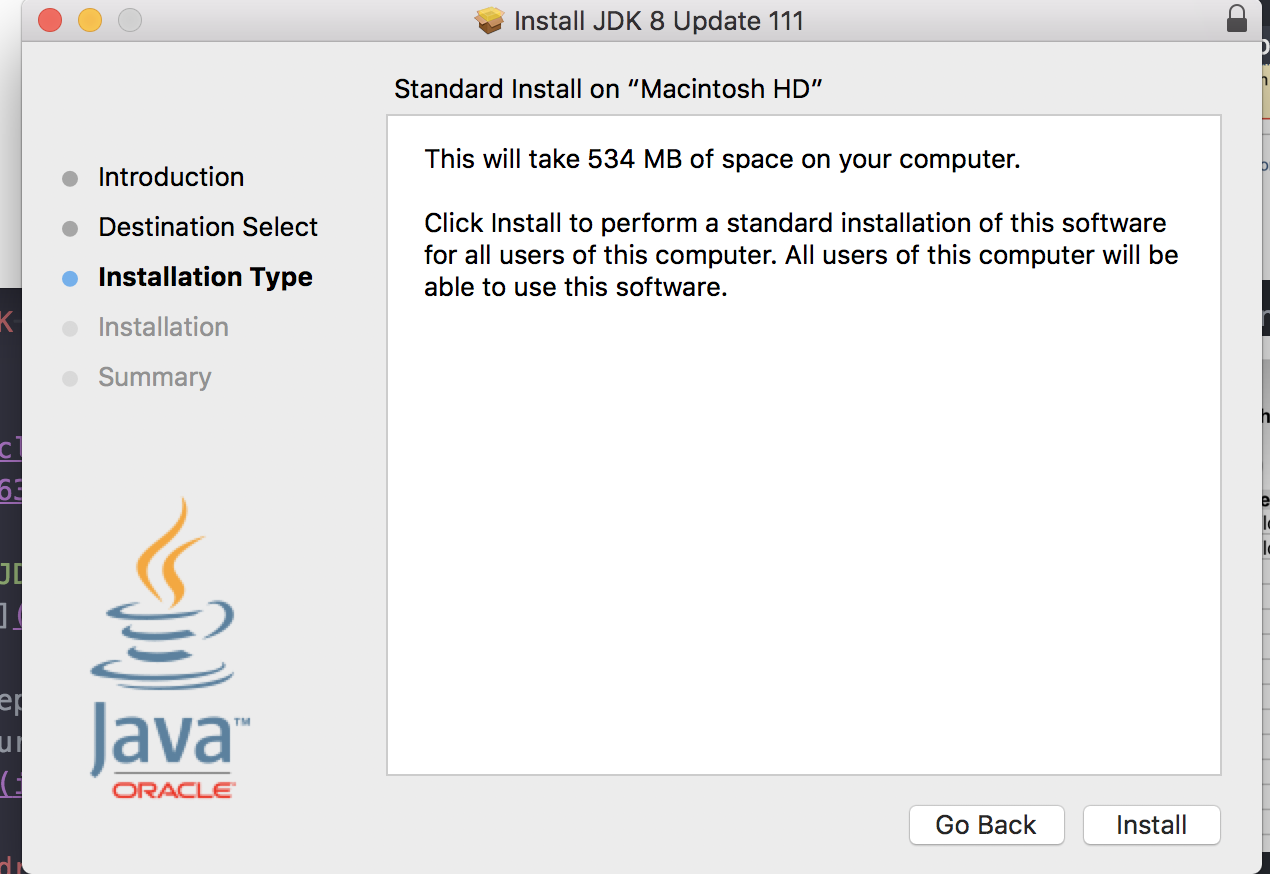 Install JDK 8 Update 111
Standard Install on “Macintosh HD”
This will take 534 MB of space on your computer.
Click Install to perform a standard installation of this software
for all users of this computer. All users of this computer will be
able to use this software.
Introduction
Destination Select
Installation Type
Installation
Summary
Java™
ORACLE
Go Back
Install